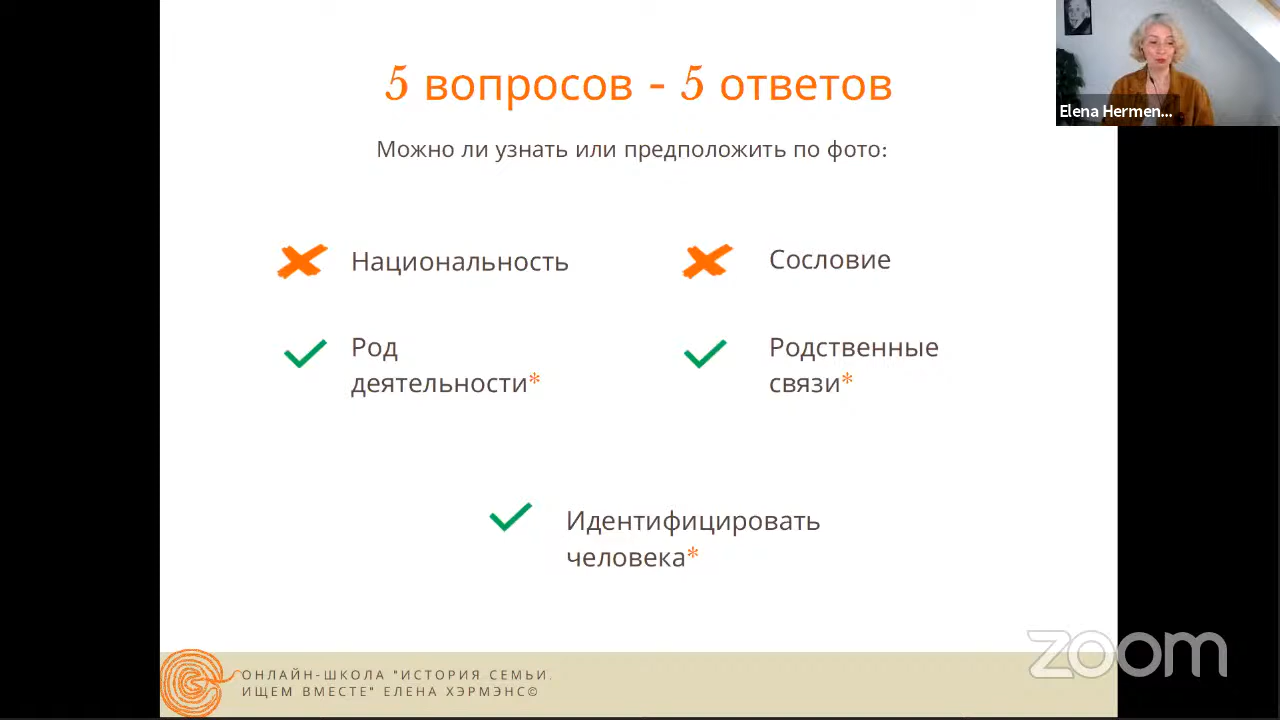 5 вопросов - 5 ответов
Можно ли узнать или предположить по фото:
Национальность
Сословие
Род
деятельности*
Родственные
связи*
Идентифицировать
человека*
ОНЛАЙН-ШКОЛА "ИСТОРИЯ СЕМЬИ.
ИЩЕМ ВМЕСТЕ" ЕЛЕНА ХЭРМЭНС©
Elena Hermen...
zoom